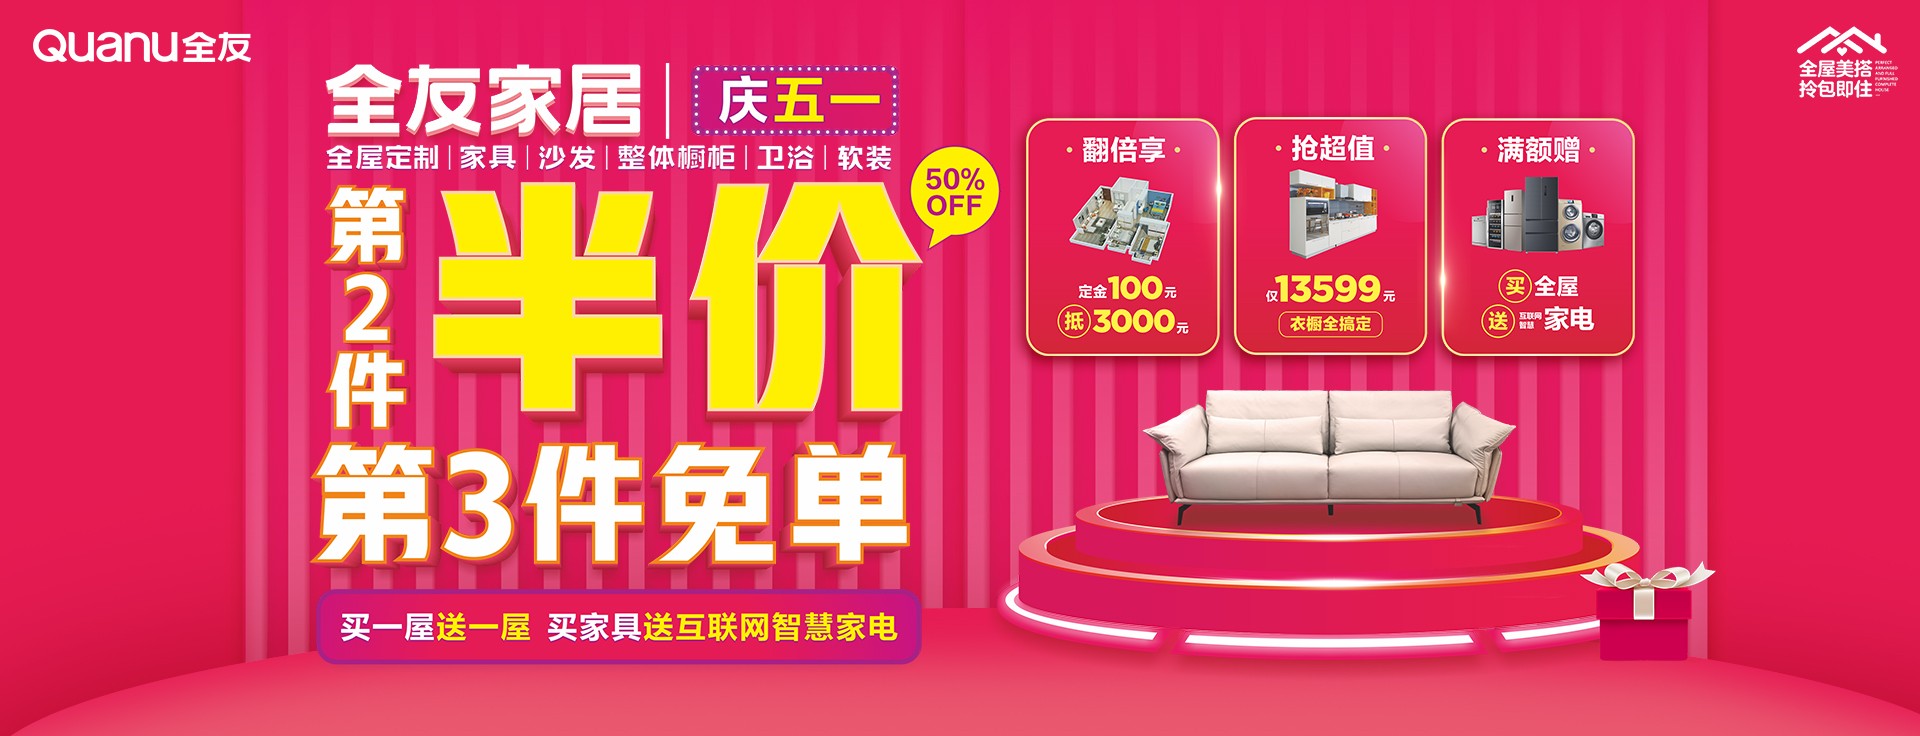 Quanu全友
全屋美搭
拎包即住
PERFECT
ARRANGED
AND FULL
FURNISHED
COMPLETE
HOUSE
全友家居 | 庆五一
全屋定制|家具|沙发|整体橱柜|卫浴|软装
第2件
半价
50%
OFF
第3件免单
买一屋送一屋 买家具送互联网智慧家电
·翻倍享·
定金100元
抵3000元
·抢超值·
仅13599元
衣橱全搞定
·满额赠·
买全屋
送互联网智慧家电